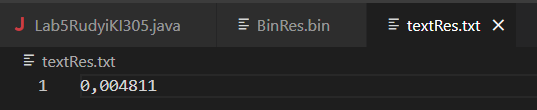 Lab5RudyiKI305.java BinRes.bin textRes.txt
textRes.txt
1 0,004811